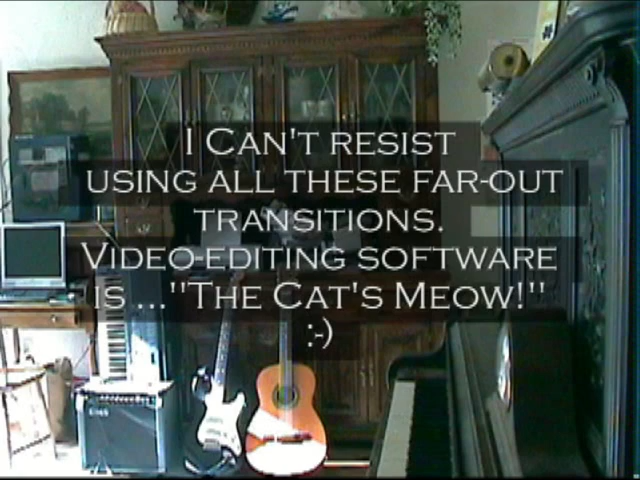 I Can't resist
using all these far-out
transitions.
Video-editing software
is ..."The Cat's Meow!"
:-)